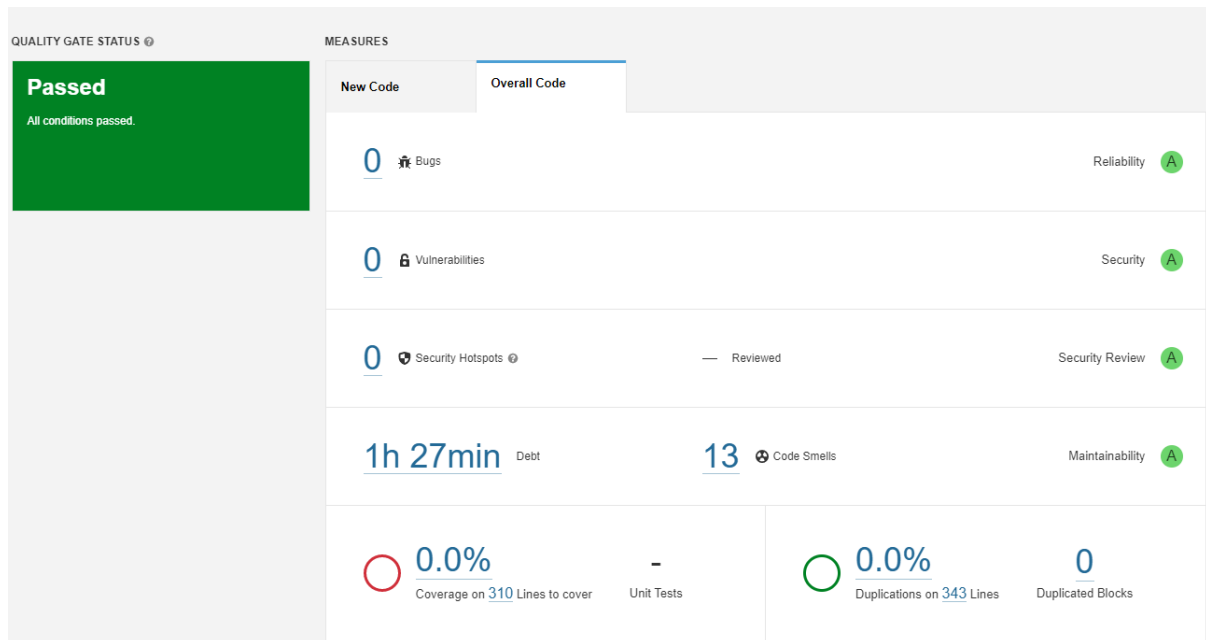 QUALITY GATE STATUS ?
MEASURES
Passed
All conditions passed.
New Code
Overall Code
0 Bugs
Reliability A
0 Vulnerabilities
Security A
0 Security Hotspots ?
— Reviewed
Security Review A
1h 27min Debt
13 Code Smells
Maintainability A
0.0%
Coverage on 310 Lines to cover
-
Unit Tests
0.0%
Duplications on 343 Lines
0
Duplicated Blocks